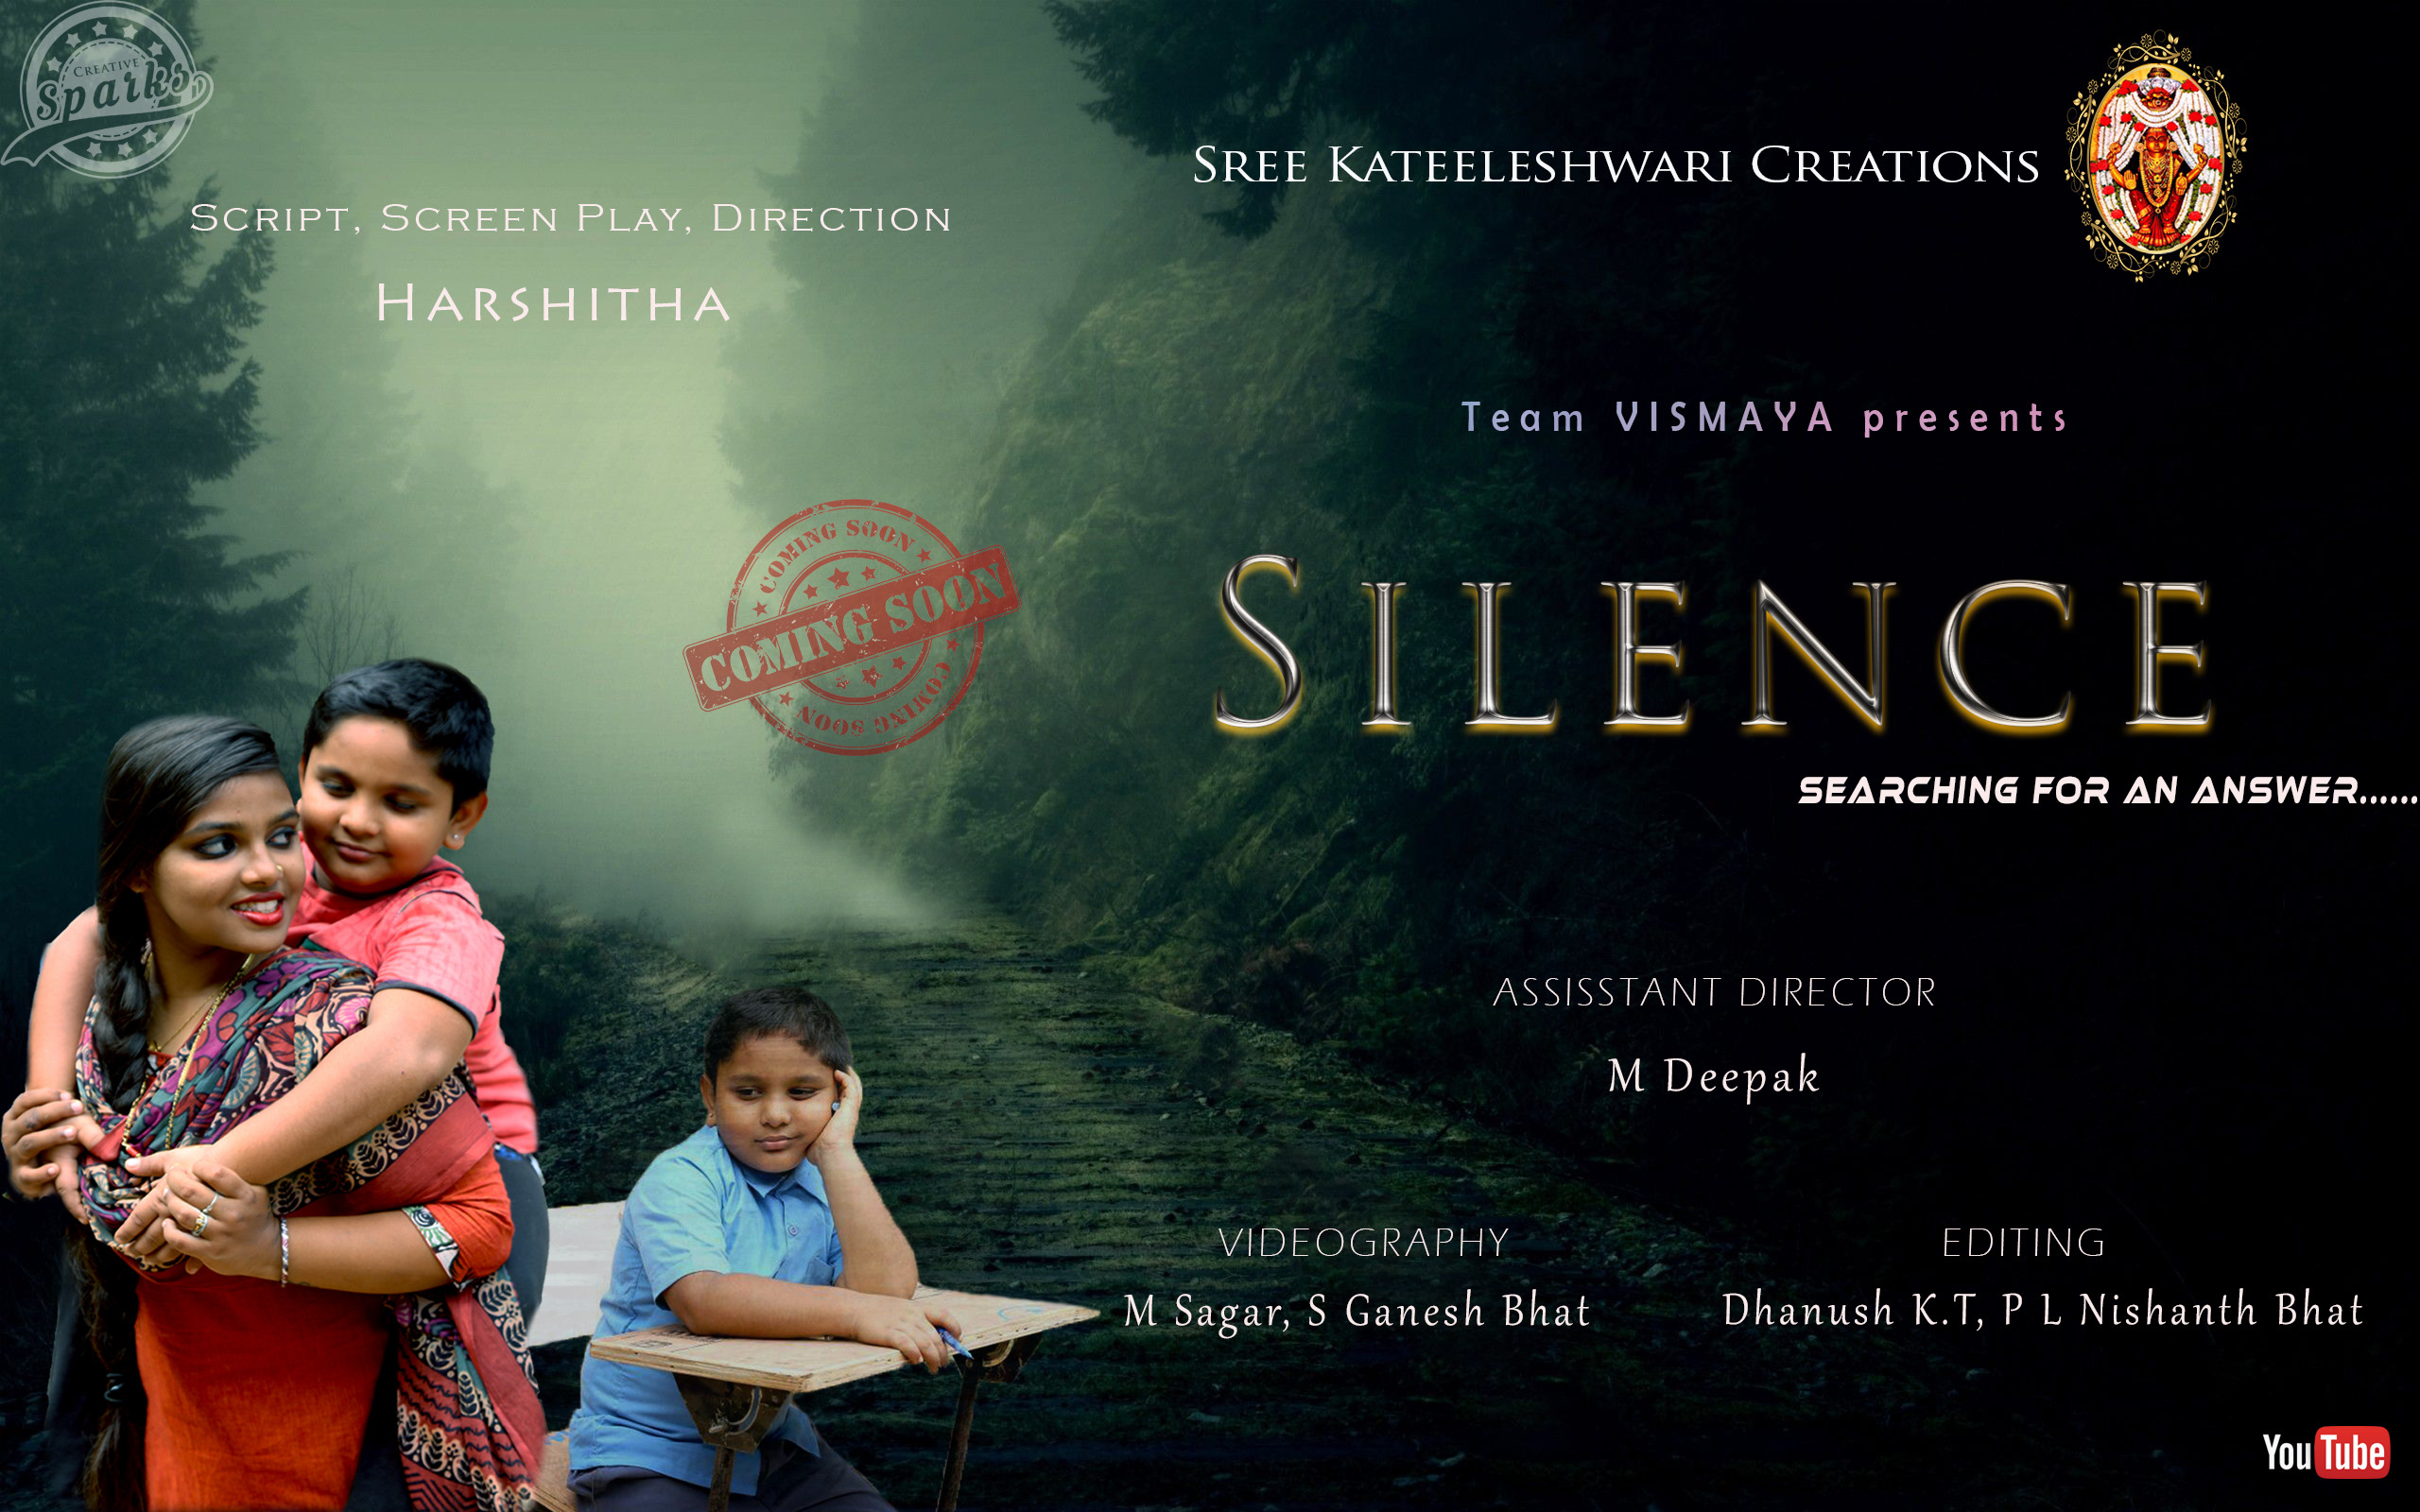 CREATIVE
Sparks
SCRIPT, SCREEN PLAY, DIRECTION
HARSHITHA
SREE KATEELESHWARI CREATIONS
Team VISMAYA presents
COMING SOON
COMING SOON
COMING SOON
SILENCE
SEARCHING FOR AN ANSWER......
ASSISSTANT DIRECTOR
M Deepak
VIDEOGRAPHY
M Sagar, S Ganesh Bhat
EDITING
Dhanush K.T, P L Nishanth Bhat
YouTube